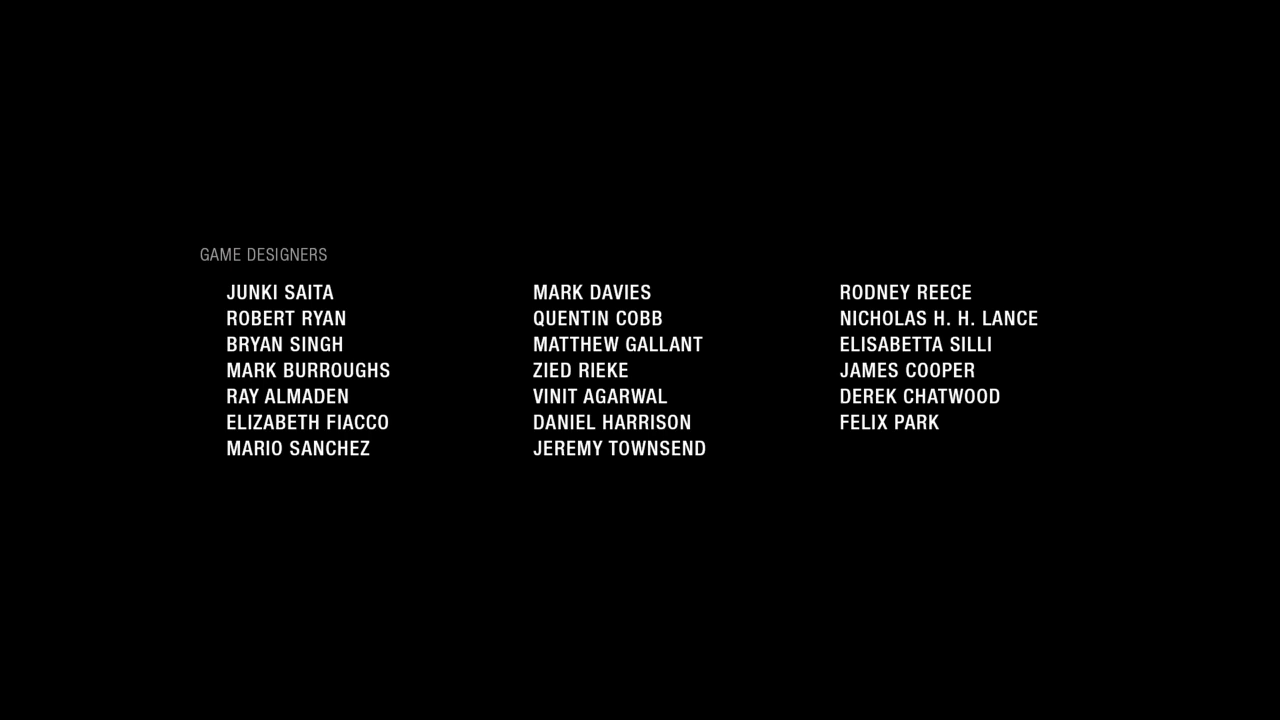 GAME DESIGNERS
JUNKI SAITA
ROBERT RYAN
BRYAN SINGH
MARK BURROUGHS
RAY ALMADEN
ELIZABETH FIACCO
MARIO SANCHEZ
MARK DAVIES
QUENTIN COBB
MATTHEW GALLANT
ZIED RIEKE
VINIT AGARWAL
DANIEL HARRISON
JEREMY TOWNSEND
RODNEY REECE
NICHOLAS H. H. LANCE
ELISABETTA SILLI
JAMES COOPER
DEREK CHATWOOD
FELIX PARK